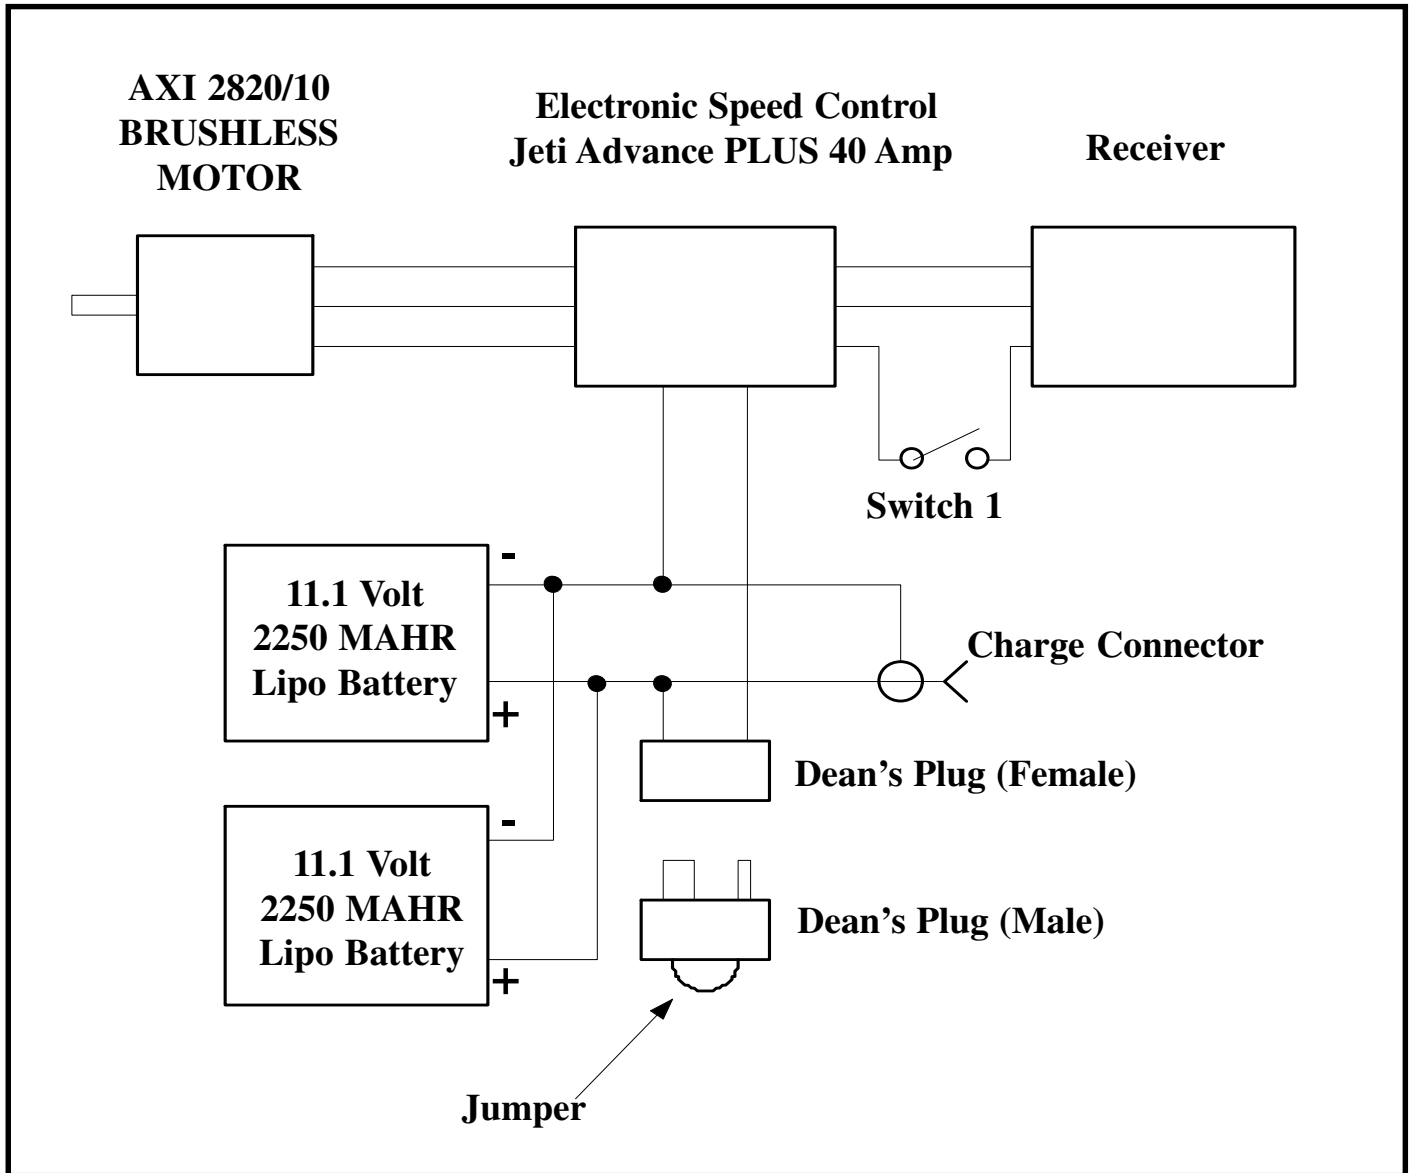 AXI 2820/10
BRUSHLESS
MOTOR
Electronic Speed Control
Jeti Advance PLUS 40 Amp
Receiver
Switch 1
-
11.1 Volt
2250 MAHR
Lipo Battery
+
Charge Connector
Dean’s Plug (Female)
-
11.1 Volt
2250 MAHR
Lipo Battery
+
Dean’s Plug (Male)
Jumper